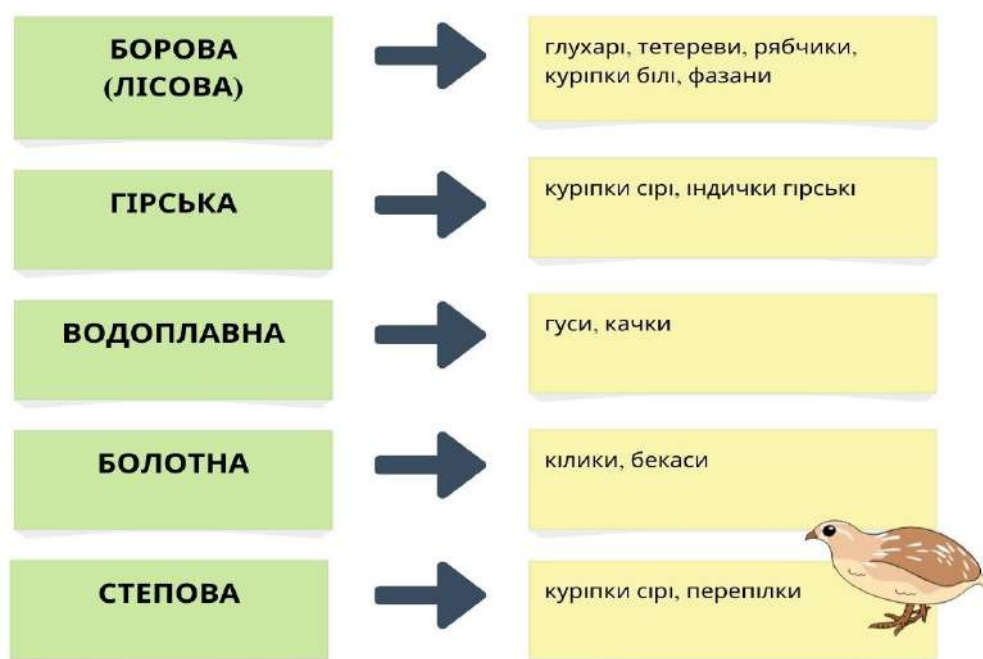 БОРОВА
(ЛІСОВА)
глухарі, тетереви, рябчики,
куріпки білі, фазани
ГІРСЬКА
куріпки сірі, індички гірські
ВОДОПЛАВНА
гуси, качки
БОЛОТНА
кілики, бекаси
СТЕПОВА
куріпки сірі, перепілки